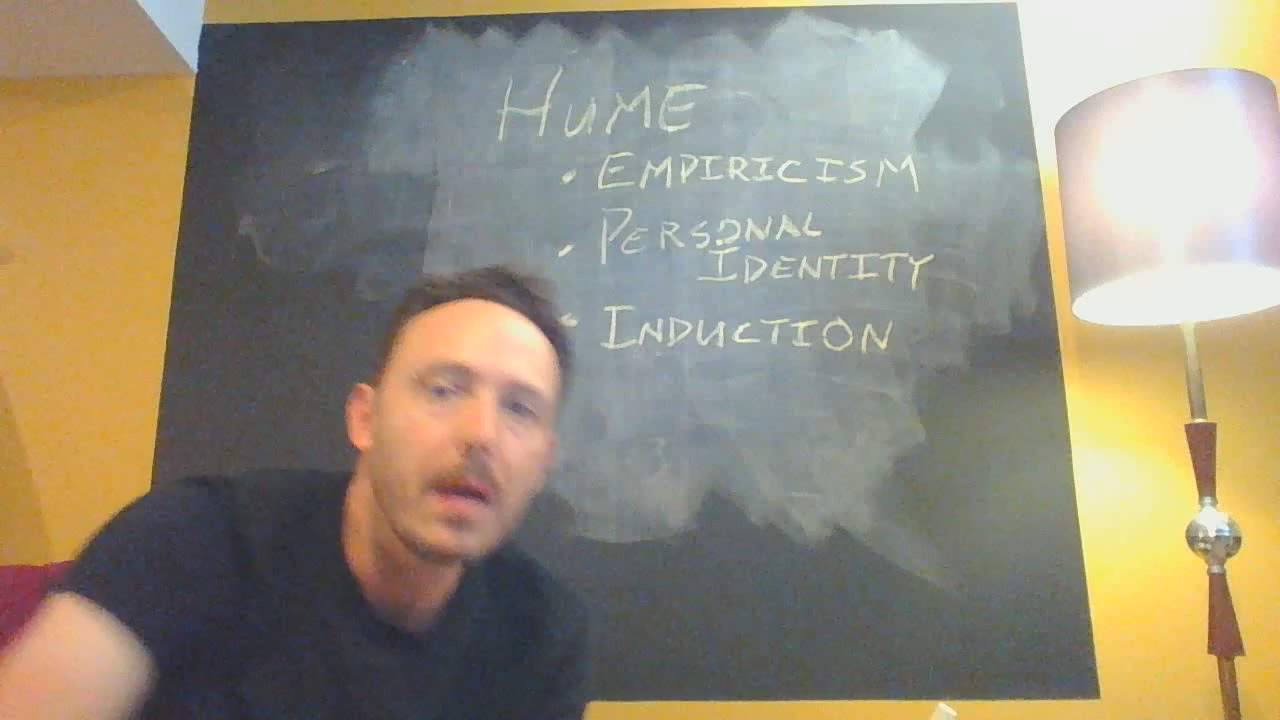 HUME
• EMPIRICISM
• PERSONAL
IDENTITY
• INDUCTION